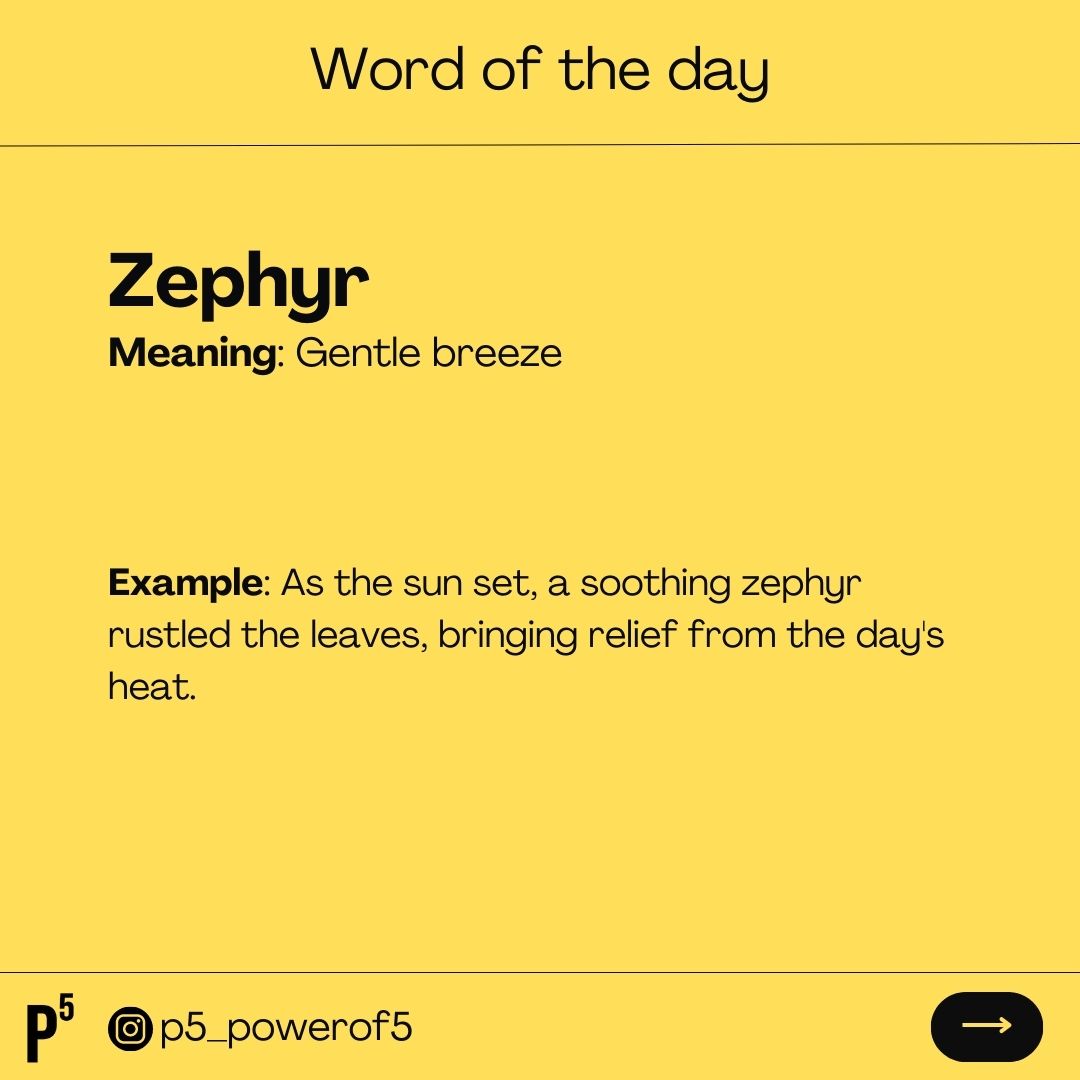 Word of the day
Zephyr
Meaning: Gentle breeze
Example: As the sun set, a soothing zephyr
rustled the leaves, bringing relief from the day's
heat.
P⁵ p5_powerof5